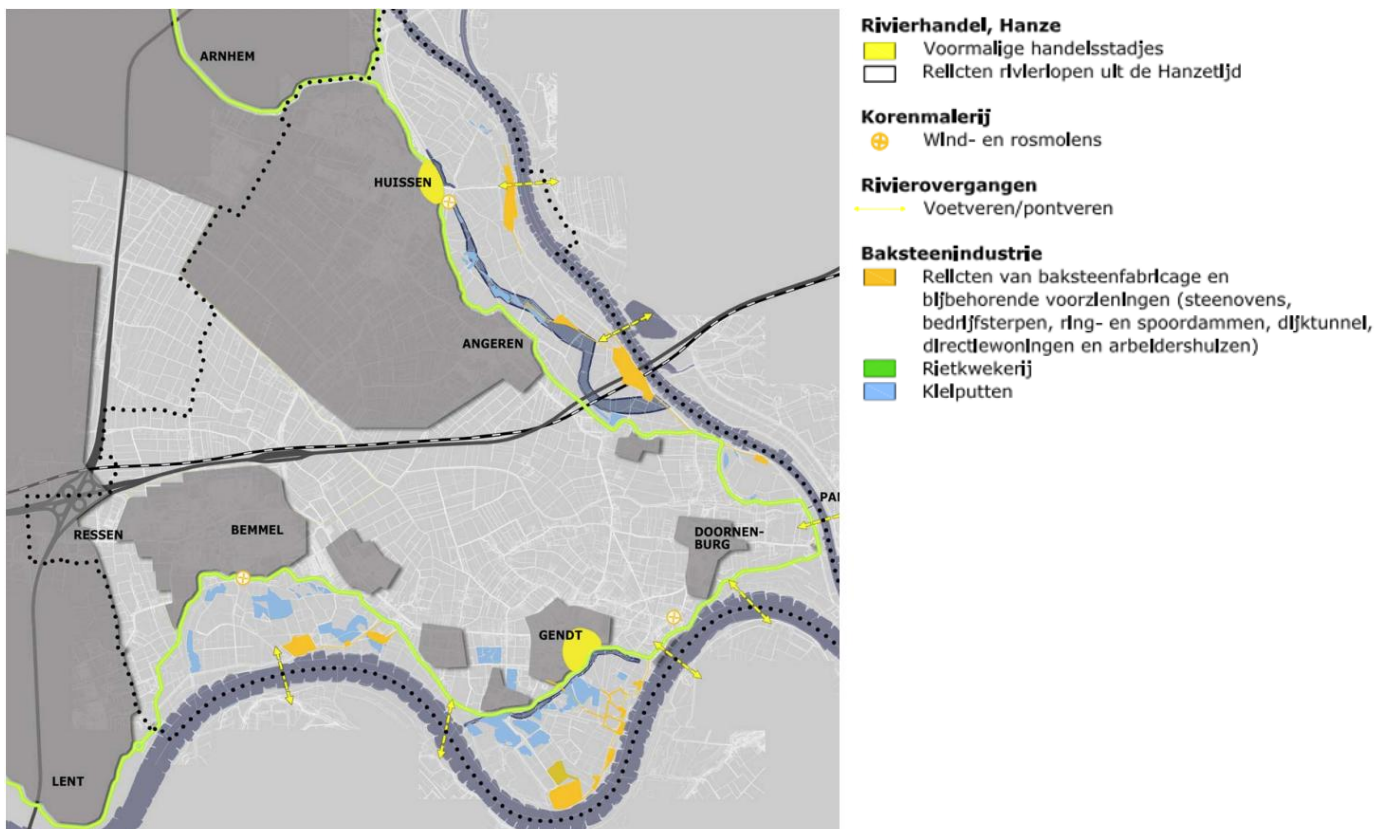 ARNHEM
HUISSEN
ANGEREN
RESSEN
BEMMEL
DOORNEN-
BURG
PAI
GENDT
LENT
Rivierhandel, Hanze
Voormalige handelsstadjes
Relicten rivierlopen uit de Hanzetijd
Korenmalerij
Wind- en rosmolens
Rivierovergangen
Voetveren/pontveren
Baksteenindustrie
Relicten van baksteenfabricage en
bijbehorende voorzieningen (steenovens,
bedrijfsterpen, ring- en spoordammen, dijktunnel,
directiewoningen en arbeidershuizen)
Rietkwekerij
Kleiputten